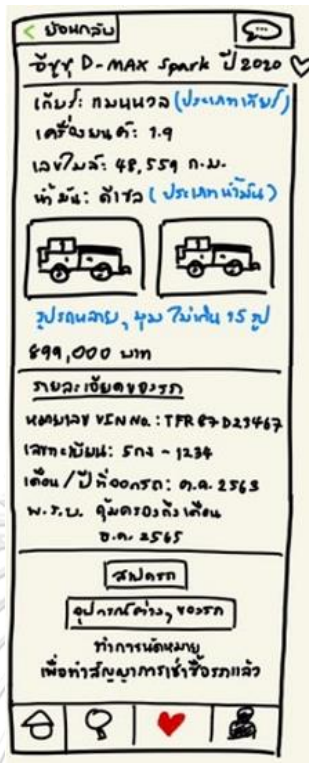 < ย้อนกลับ
อีซูซุ D-MAX Spark ปี 2020
เกียร์: แมนนวล (ประเภทเกียร์)
เครื่องยนต์: 1.9
เลขไมล์: 48,559 ก.ม.
น้ำมัน: ดีเซล (ประเภทน้ำมัน)
รูปรถหลายๆ มุม ไม่เกิน 15 รูป
899,000 บาท
รายละเอียดของรถ
หมายเลข VIN No.: TFR87D23467
เลขทะเบียน: 5กง - 1234
เดือน / ปี ที่ออกรถ: ต.ค. 2563
พ.ร.บ. คุ้มครองถึงเดือน
ธ.ค. 2565
สเปครถ
อุปกรณ์ต่างๆ ของรถ
ทำการนัดหมาย
เพื่อทำสัญญาการเช่าซื้อรถแล้ว